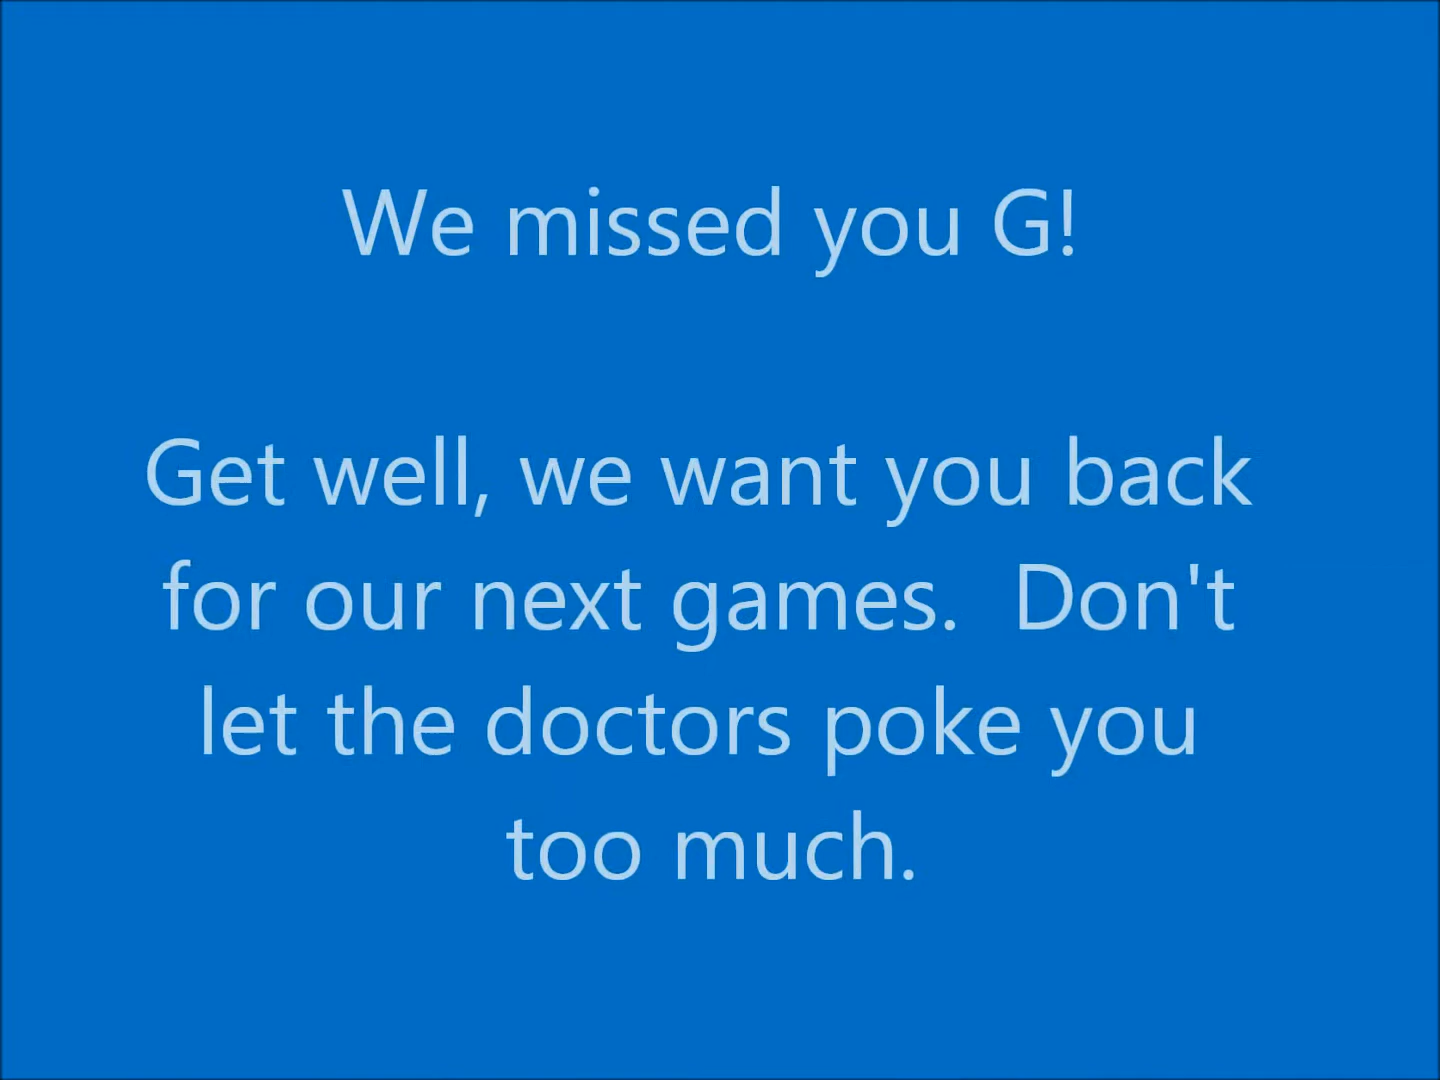 We missed you G!
Get well, we want you back
for our next games.  Don't
let the doctors poke you
too much.